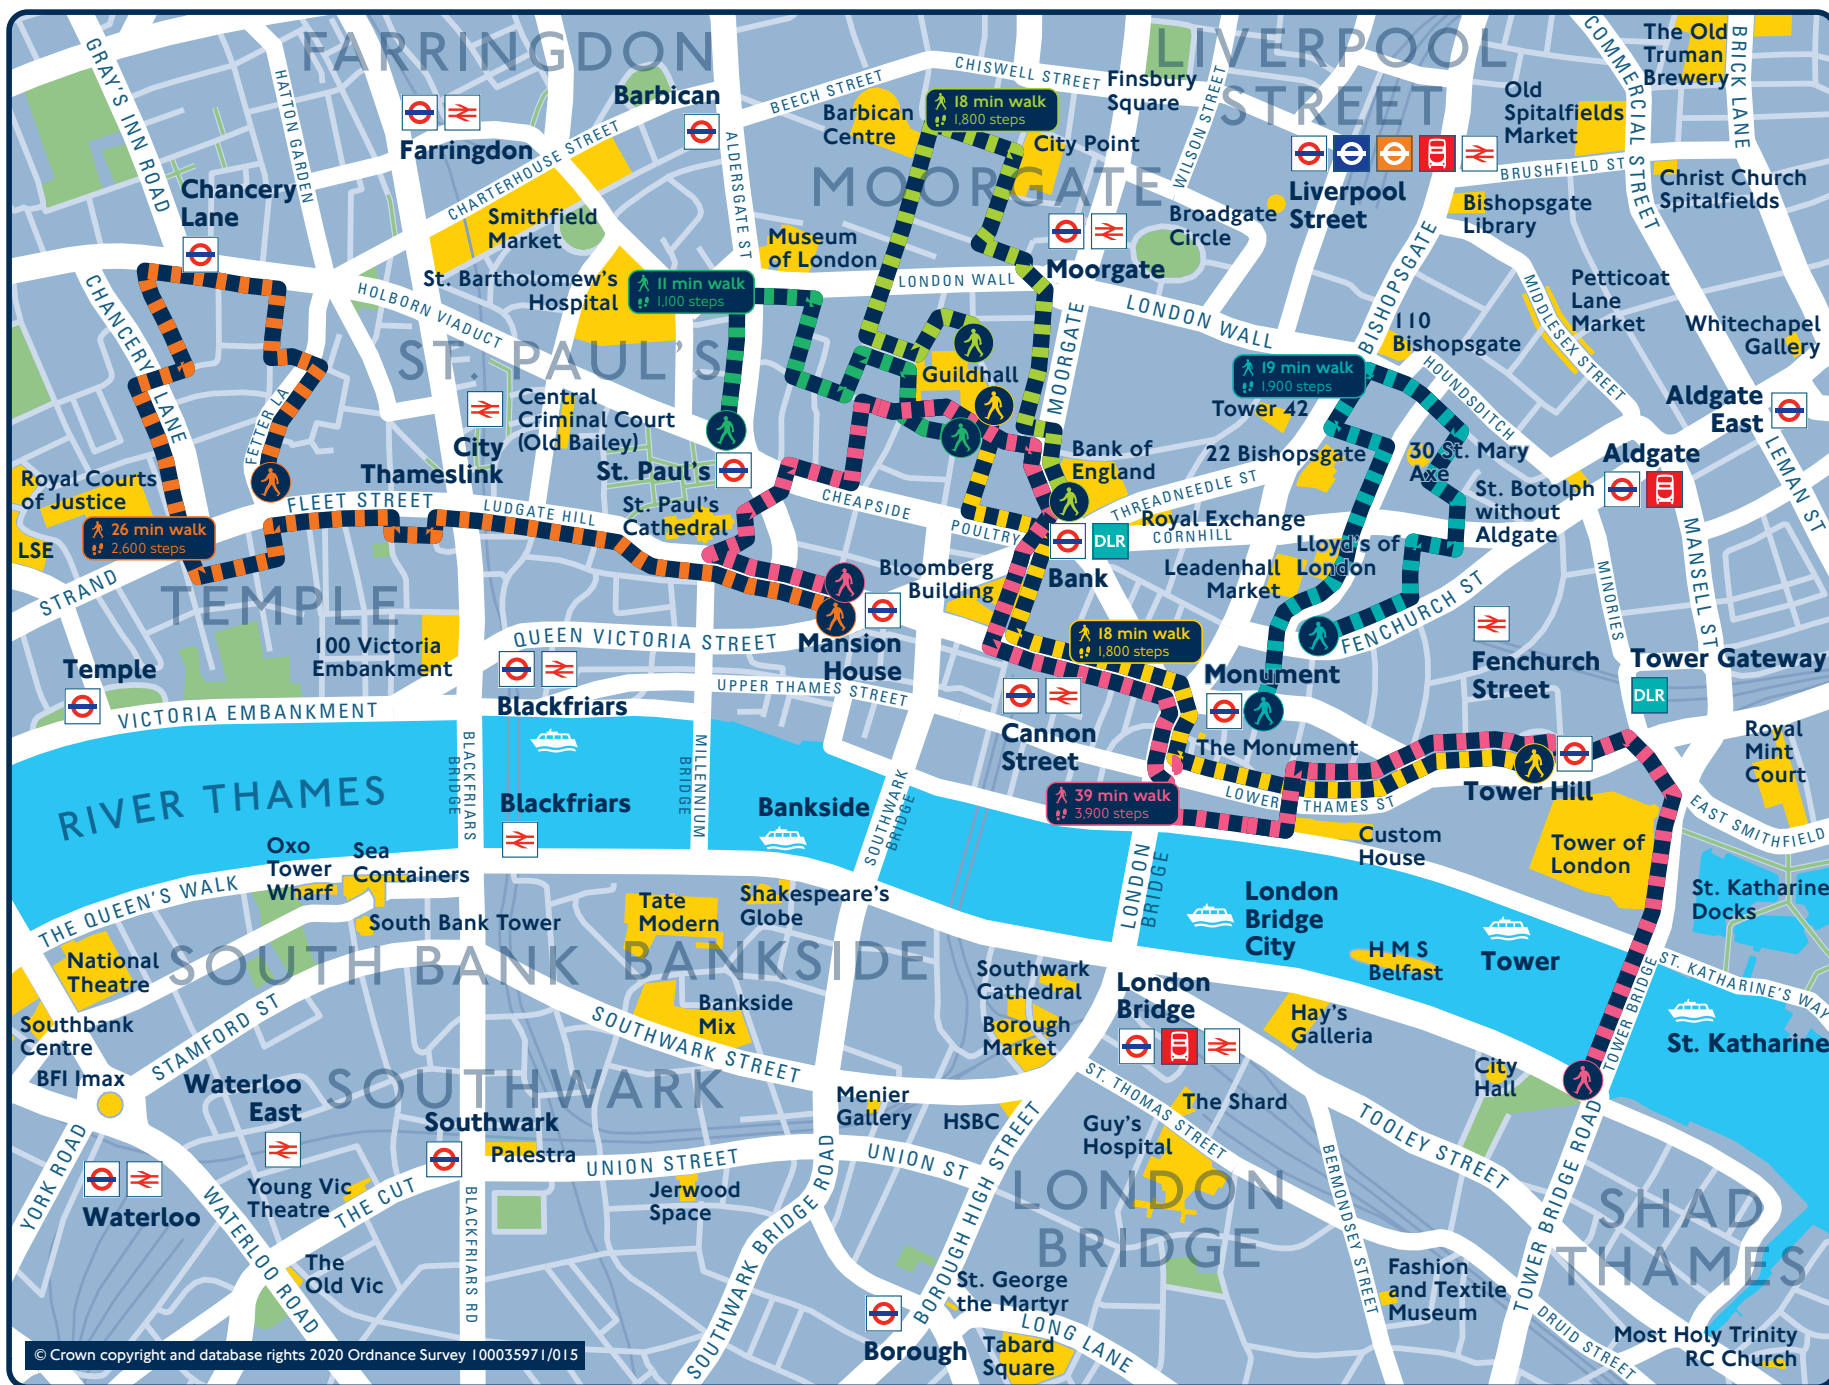 FARRINGDON
LIVERPOOL
STREET
GRAY'S INN ROAD
HATTON GARDEN
Farringdon
Barbican
BEECH STREET
CHISWELL STREET
Finsbury
Square
WILSON STREET
COMMERCIAL STREET
The Old
Truman
Brewery
BRICK LANE
Old
Spitalfields
Market
Barbican
Centre
18 min walk
1,800 steps
City Point
MOORGATE
ALDERSGATE ST
CHARTERHOUSE STREET
Smithfield
Market
Chancery
Lane
Liverpool
Street
BRUSHFIELD ST
Christ Church
Spitalfields
Bishopsgate
Library
Broadgate
Circle
Museum
of London
Moorgate
LONDON WALL
St. Bartholomew's
Hospital
11 min walk
1,100 steps
HOLBORN VIADUCT
CHANCERY LANE
LONDON WALL
BISHOPSGATE
Petticoat
Lane
Market
MIDDLESEX STREET
110
Bishopsgate
Whitechapel
Gallery
HOUNDSDITCH
ST. PAUL'S
Guildhall
MOORGATE
19 min walk
1,900 steps
Tower 42
Aldgate
East
FETTER LA
Central
Criminal Court
(Old Bailey)
City
Thameslink
St. Paul's
Bank of
England
22 Bishopsgate
30 St. Mary
Axe
Aldgate
LEMAN ST
Royal Courts
of Justice
FLEET STREET
LUDGATE HILL
St. Paul's
Cathedral
CHEAPSIDE
POULTRY
THREADNEEDLE ST
Royal Exchange
CORNHILL
St. Botolph
without
Aldgate
MANSELL ST
26 min walk
2,600 steps
LSE
STRAND
TEMPLE
DLR
Bank
Bloomberg
Building
Lloyd's of
London
Leadenhall
Market
FENCHURCH ST
MINORIES
100 Victoria
Embankment
QUEEN VICTORIA STREET
Mansion
House
18 min walk
1,800 steps
Monument
Fenchurch
Street
Tower Gateway
DLR
Temple
VICTORIA EMBANKMENT
Blackfriars
UPPER THAMES STREET
Cannon
Street
The Monument
Royal
Mint
Court
RIVER THAMES
BLACKFRIARS
BRIDGE
MILLENNIUM
BRIDGE
SOUTHWARK
BRIDGE
Blackfriars
Bankside
39 min walk
3,900 steps
LOWER THAMES ST
Tower Hill
EAST SMITHFIELD
Custom
House
Tower of
London
Oxo
Tower
Wharf
Sea
Containers
THE QUEEN'S WALK
South Bank Tower
Tate
Modern
Shakespeare's
Globe
LONDON
BRIDGE
London
Bridge
City
HMS
Belfast
Tower
St. Katharine
Docks
ST. KATHARINE'S WAY
National
Theatre
SOUTH BANK
BANKSIDE
Southwark
Cathedral
London
Bridge
TOWER BRIDGE
St. Katharine
Southbank
Centre
STAMFORD ST
Bankside
Mix
SOUTHWARK STREET
Borough
Market
Hay's
Galleria
City
Hall
BFI Imax
Waterloo
East
SOUTHWARK
Southwark
Menier
Gallery
HSBC
ST. THOMAS STREET
The Shard
Guy's
Hospital
TOOLEY STREET
Palestra
UNION STREET
UNION ST
YORK ROAD
Waterloo
WATERLOO ROAD
Young Vic
Theatre
THE CUT
BLACKFRIARS RD
Jerwood
Space
SOUTHWARK BRIDGE ROAD
BOROUGH HIGH STREET
LONDON
BRIDGE
BERMONDSEY STREET
TOWER BRIDGE ROAD
SHAD
THAMES
The
Old Vic
St. George
the Martyr
Fashion
and Textile
Museum
LONG LANE
Borough
Tabard
Square
DRUID STREET
Most Holy Trinity
RC Church
© Crown copyright and database rights 2020 Ordnance Survey 100035971/015